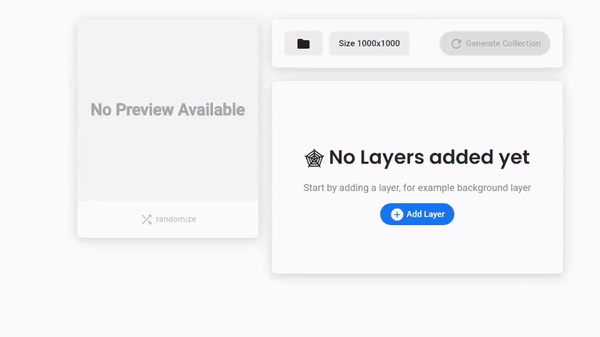 No Preview Available
randomize
Size 1000x1000
Generate Collection
No Layers added yet
Start by adding a layer, for example background layer
Add Layer